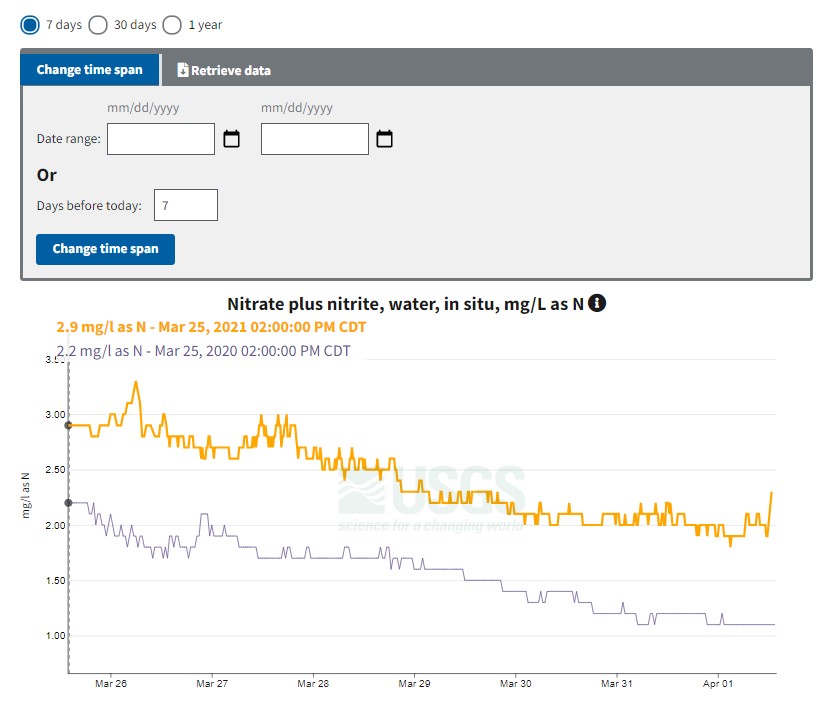 7 days 30 days 1 year
Change time span Retrieve data
mm/dd/yyyy mm/dd/yyyy
Date range:
Or
Days before today: 7
Change time span
Nitrate plus nitrite, water, in situ, mg/L as N
2.9 mg/l as N - Mar 25, 2021 02:00:00 PM CDT
2.2 mg/l as N - Mar 25, 2020 02:00:00 PM CDT
3.00
2.50
2.00
1.50
1.00
mg/l as N
USGS
science for a changing world
Mar 26 Mar 27 Mar 28 Mar 29 Mar 30 Mar 31 Apr 01